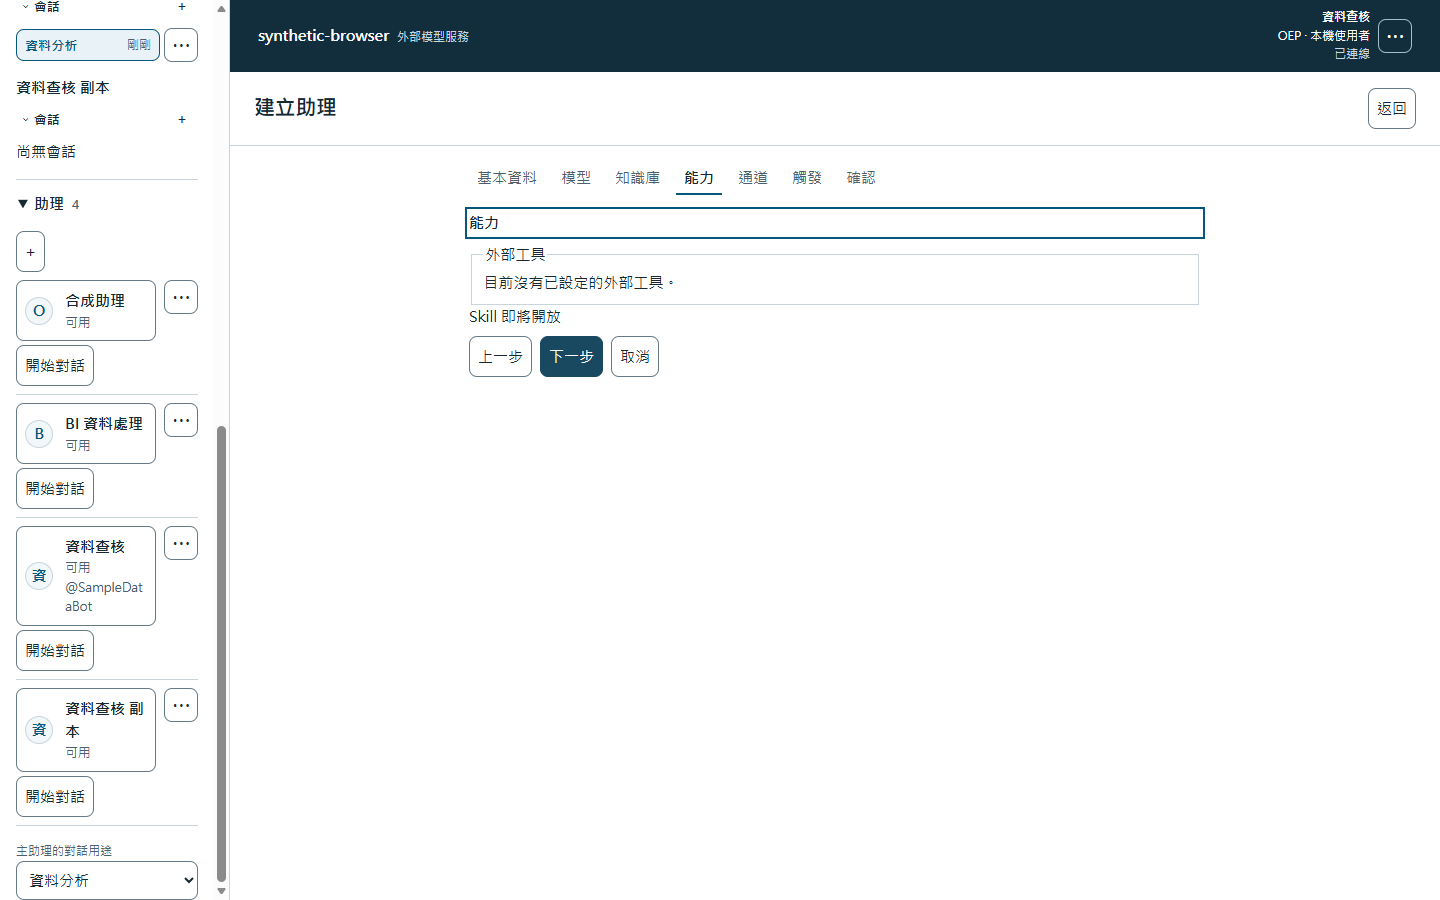 會話
+
資料分析 剛剛
...
資料查核 副本
會話
+
尚無會話
▼ 助理 4
+
O 合成助理
可用
...
開始對話
B BI 資料處理
可用
...
開始對話
資 資料查核
可用
@SampleDat
aBot
...
開始對話
資 資料查核 副
本
可用
...
開始對話
主助理的對話用途
資料分析
synthetic-browser 外部模型服務
資料查核
OEP · 本機使用者
已連線
...
建立助理
返回
基本資料 模型 知識庫 能力 通道 觸發 確認
能力
外部工具
目前沒有已設定的外部工具。
Skill 即將開放
上一步 下一步 取消